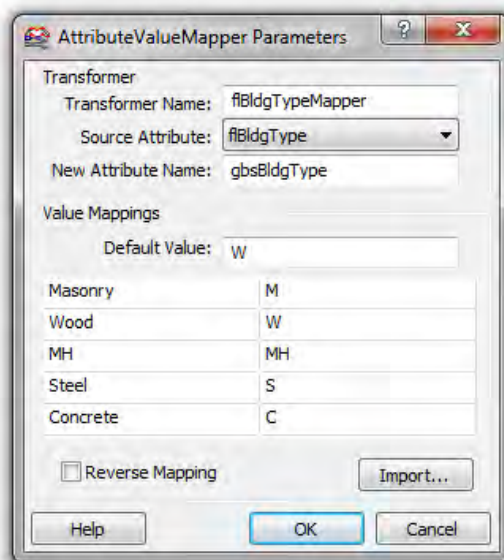 AttributeValueMapper Parameters
Transformer
Transformer Name: flBldgTypeMapper
Source Attribute: flBldgType
New Attribute Name: gbsBldgType
Value Mappings
Default Value: W
Masonry M
Wood W
MH MH
Steel S
Concrete C
Reverse Mapping Import...
Help OK Cancel